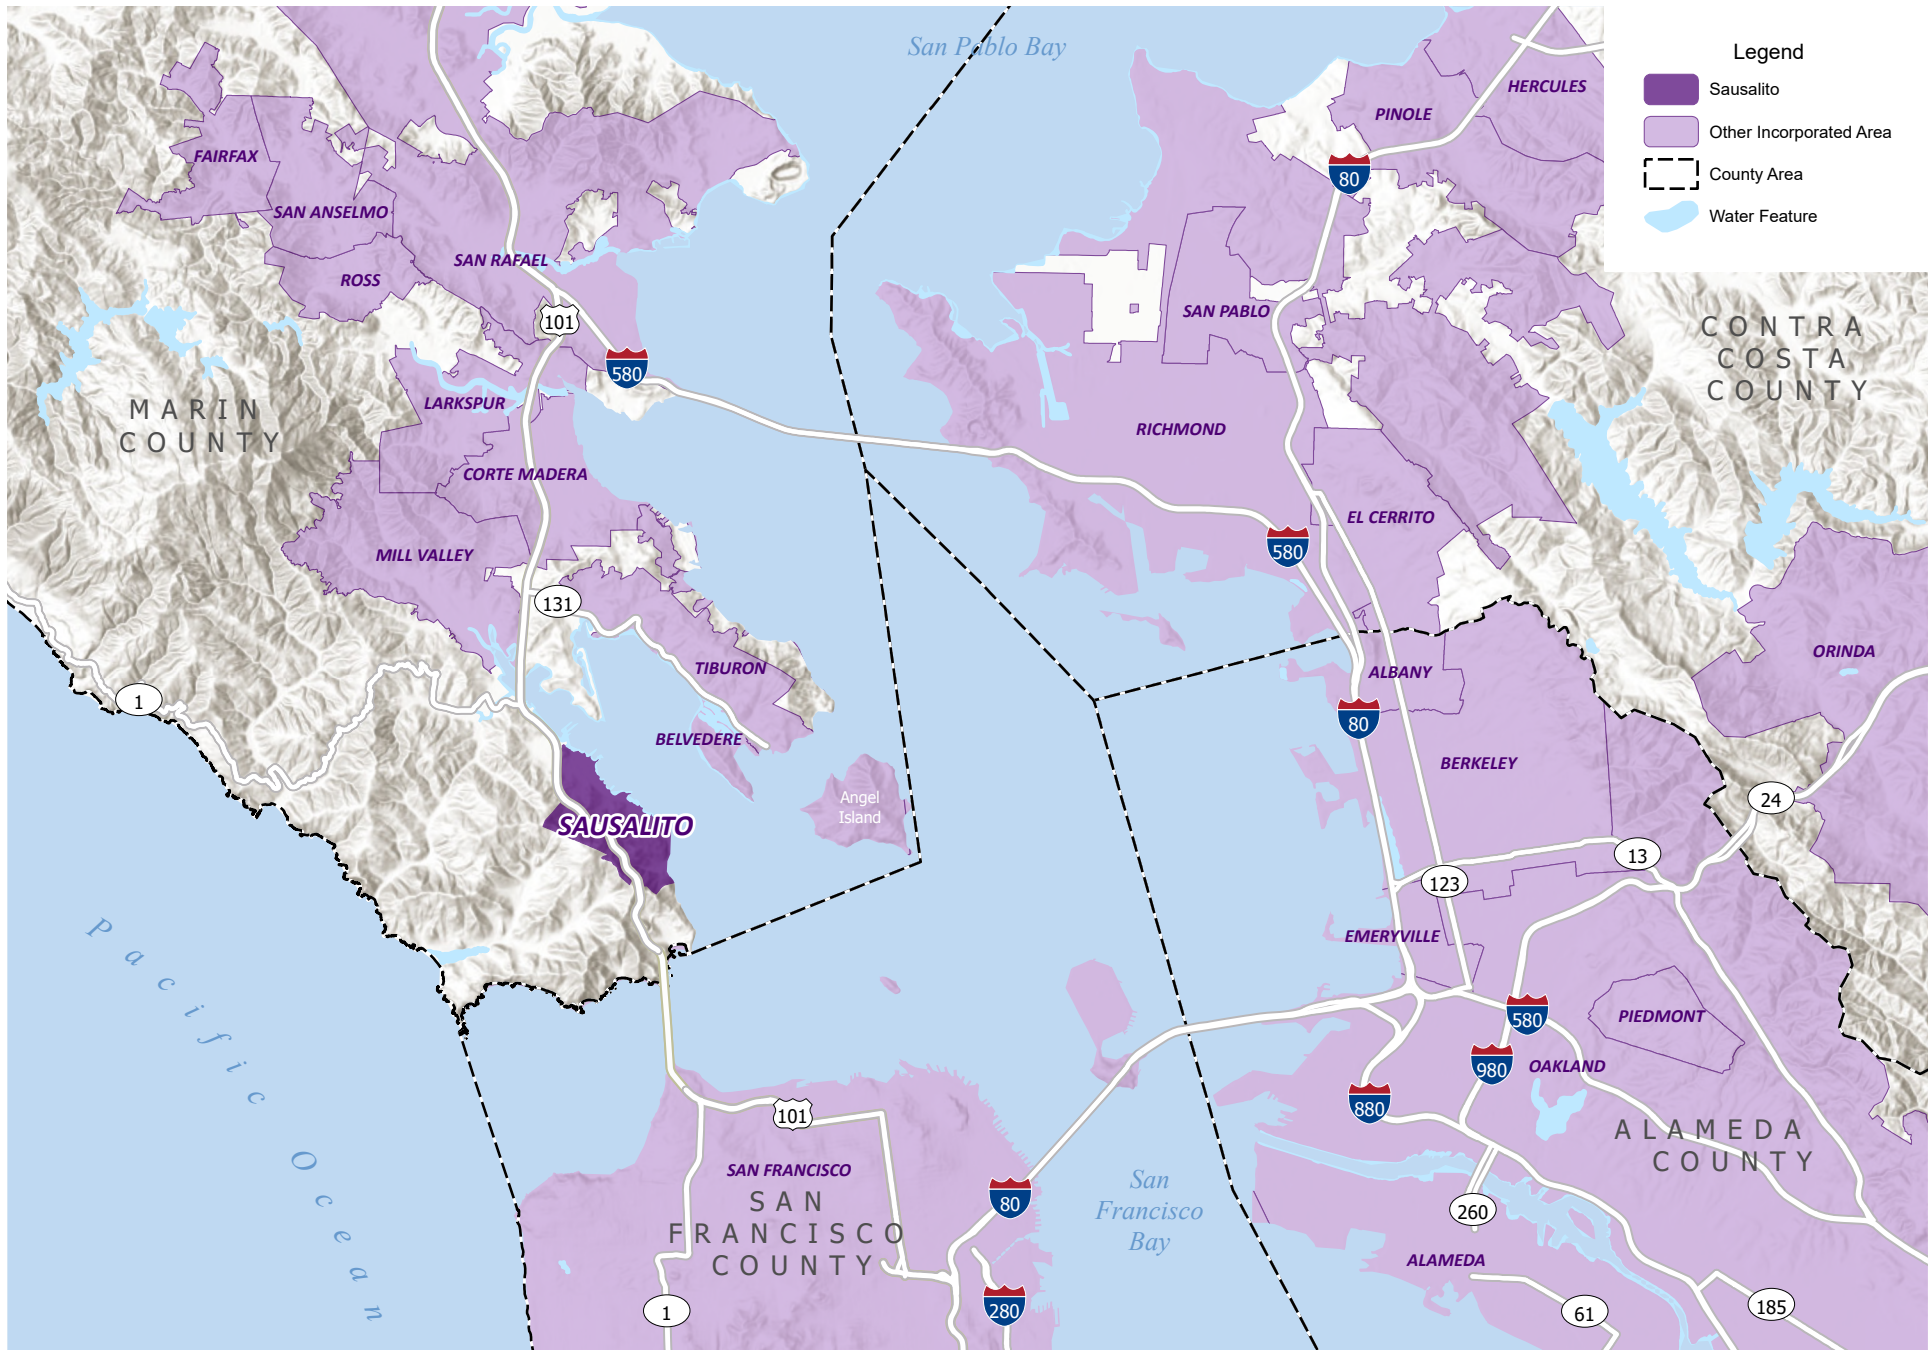 San Pablo Bay
Legend
Sausalito
Other Incorporated Area
County Area
Water Feature
HERCULES
PINOLE
80
FAIRFAX
SAN ANSELMO
SAN RAFAEL
ROSS
101
580
SAN PABLO
CONTRA
COSTA
COUNTY
MARIN
COUNTY
LARKSPUR
RICHMOND
CORTE MADERA
EL CERRITO
580
MILL VALLEY
131
TIBURON
ALBANY
ORINDA
1
80
BELVEDERE
BERKELEY
Angel
Island
24
SAUSALITO
13
123
EMERYVILLE
Pacific Ocean
580
PIEDMONT
980
OAKLAND
880
101
ALAMEDA
COUNTY
SAN FRANCISCO
SAN
FRANCISCO
COUNTY
80
San
Francisco
Bay
260
ALAMEDA
1
280
61
185